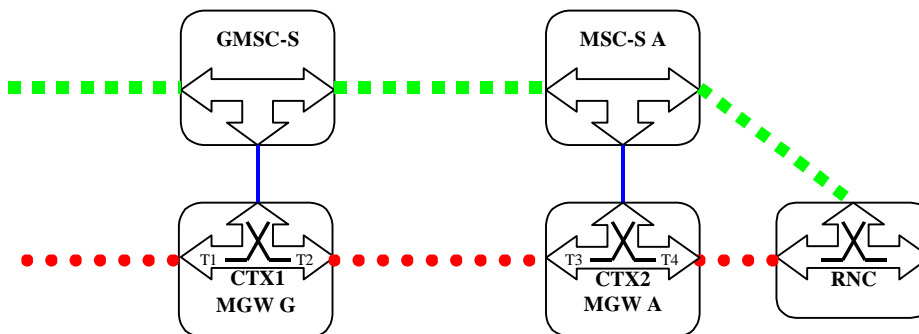 GMSC-S
MSC-S A
T1
T2
CTX1
MGW G
T3
T4
CTX2
MGW A
RNC